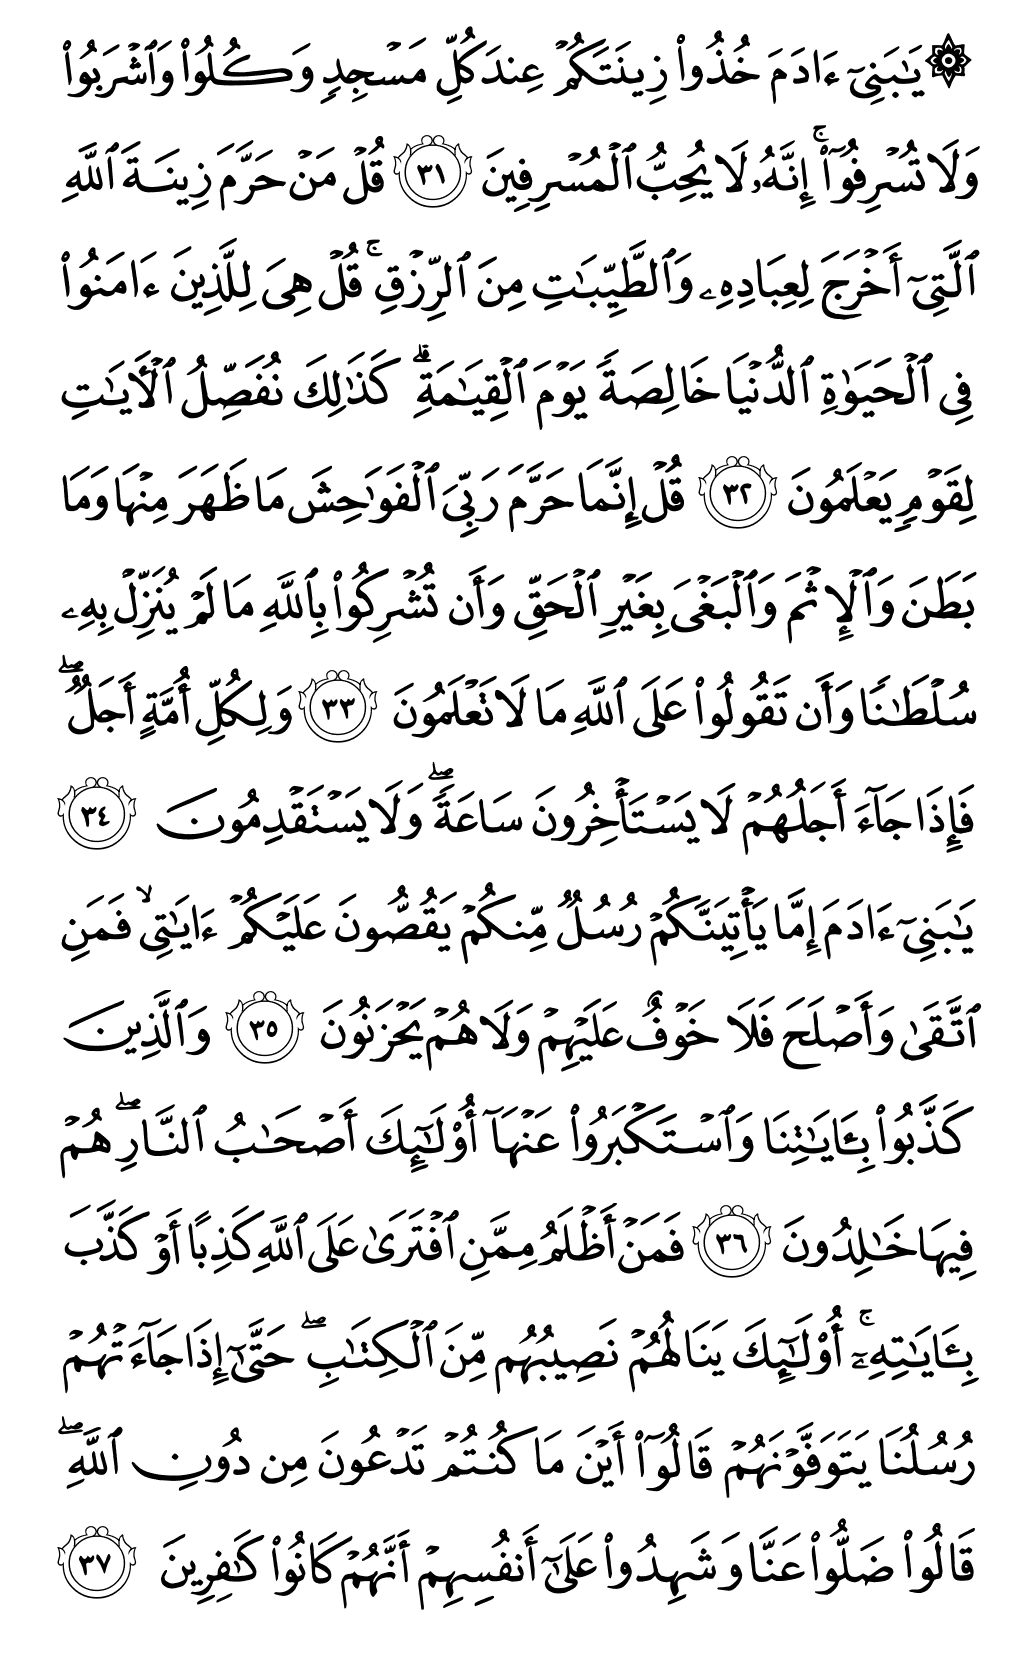 ۞ يَٰبَنِيٓ ءَادَمَ خُذُواْ زِينَتَكُمۡ عِندَ كُلِّ مَسۡجِدٖ وَكُلُواْ وَٱشۡرَبُواْ
وَلَا تُسۡرِفُوٓاْۚ إِنَّهُۥ لَا يُحِبُّ ٱلۡمُسۡرِفِينَ ٣١ قُلۡ مَنۡ حَرَّمَ زِينَةَ ٱللَّهِ
ٱلَّتِيٓ أَخۡرَجَ لِعِبَادِهِۦ وَٱلطَّيِّبَٰتِ مِنَ ٱلرِّزۡقِۚ قُلۡ هِيَ لِلَّذِينَ ءَامَنُواْ
فِي ٱلۡحَيَوٰةِ ٱلدُّنۡيَا خَالِصَةٗ يَوۡمَ ٱلۡقِيَٰمَةِۗ كَذَٰلِكَ نُفَصِّلُ ٱلۡأٓيَٰتِ
لِقَوۡمٖ يَعۡلَمُونَ ٣٢ قُلۡ إِنَّمَا حَرَّمَ رَبِّيَ ٱلۡفَوَٰحِشَ مَا ظَهَرَ مِنۡهَا وَمَا
بَطَنَ وَٱلۡإِثۡمَ وَٱلۡبَغۡيَ بِغَيۡرِ ٱلۡحَقِّ وَأَن تُشۡرِكُواْ بِٱللَّهِ مَا لَمۡ يُنَزِّلۡ بِهِۦ
سُلۡطَٰنٗا وَأَن تَقُولُواْ عَلَى ٱللَّهِ مَا لَا تَعۡلَمُونَ ٣٣ وَلِكُلِّ أُمَّةٍ أَجَلٞۖ
فَإِذَا جَآءَ أَجَلُهُمۡ لَا يَسۡتَأۡخِرُونَ سَاعَةٗ وَلَا يَسۡتَقۡدِمُونَ ٣٤
يَٰبَنِيٓ ءَادَمَ إِمَّا يَأۡتِيَنَّكُمۡ رُسُلٞ مِّنكُمۡ يَقُصُّونَ عَلَيۡكُمۡ ءَايَٰتِي ۙ فَمَنِ
ٱتَّقَىٰ وَأَصۡلَحَ فَلَا خَوۡفٌ عَلَيۡهِمۡ وَلَا هُمۡ يَحۡزَنُونَ ٣٥ وَٱلَّذِينَ
كَذَّبُواْ بِـَٔايَٰتِنَا وَٱسۡتَكۡبَرُواْ عَنۡهَآ أُوْلَٰٓئِكَ أَصۡحَٰبُ ٱلنَّارِۖ هُمۡ
فِيهَا خَٰلِدُونَ ٣٦ فَمَنۡ أَظۡلَمُ مِمَّنِ ٱفۡتَرَىٰ عَلَى ٱللَّهِ كَذِبًا أَوۡ كَذَّبَ
بِـَٔايَٰتِهِۦٓۚ أُوْلَٰٓئِكَ يَنَالُهُمۡ نَصِيبُهُم مِّنَ ٱلۡكِتَٰبِۖ حَتَّىٰٓ إِذَا جَآءَتۡهُمۡ
رُسُلُنَا يَتَوَفَّوۡنَهُمۡ قَالُوٓاْ أَيۡنَ مَا كُنتُمۡ تَدۡعُونَ مِن دُونِ ٱللَّهِۖ
قَالُواْ ضَلُّواْ عَنَّا وَشَهِدُواْ عَلَىٰٓ أَنفُسِهِمۡ أَنَّهُمۡ كَانُواْ كَٰفِرِينَ ٣٧